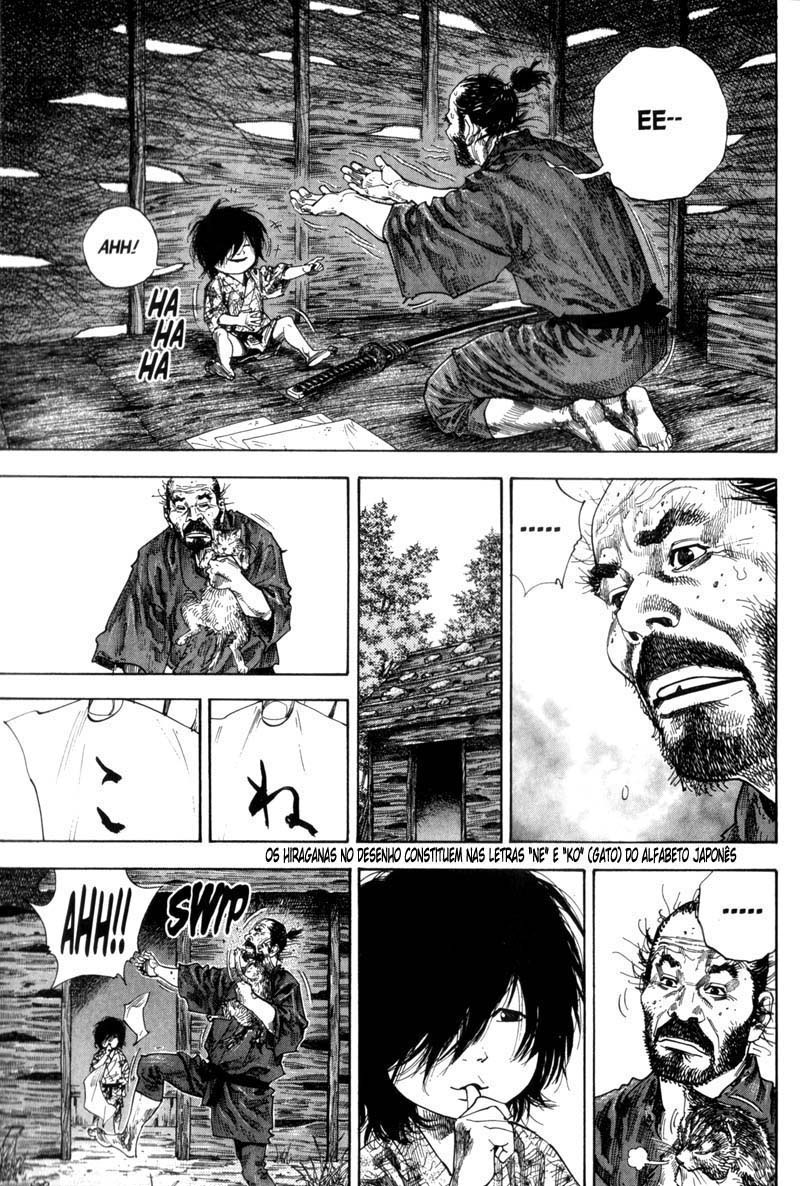 EE--
AHH!
HA
HA
HA
.....
ね
こ
OS HIRAGANAS NO DESENHO CONSTITUEM NAS LETRAS "NE" E "KO" (GATO) DO ALFABETO JAPONÊS
.....
SWIP
AHH!!